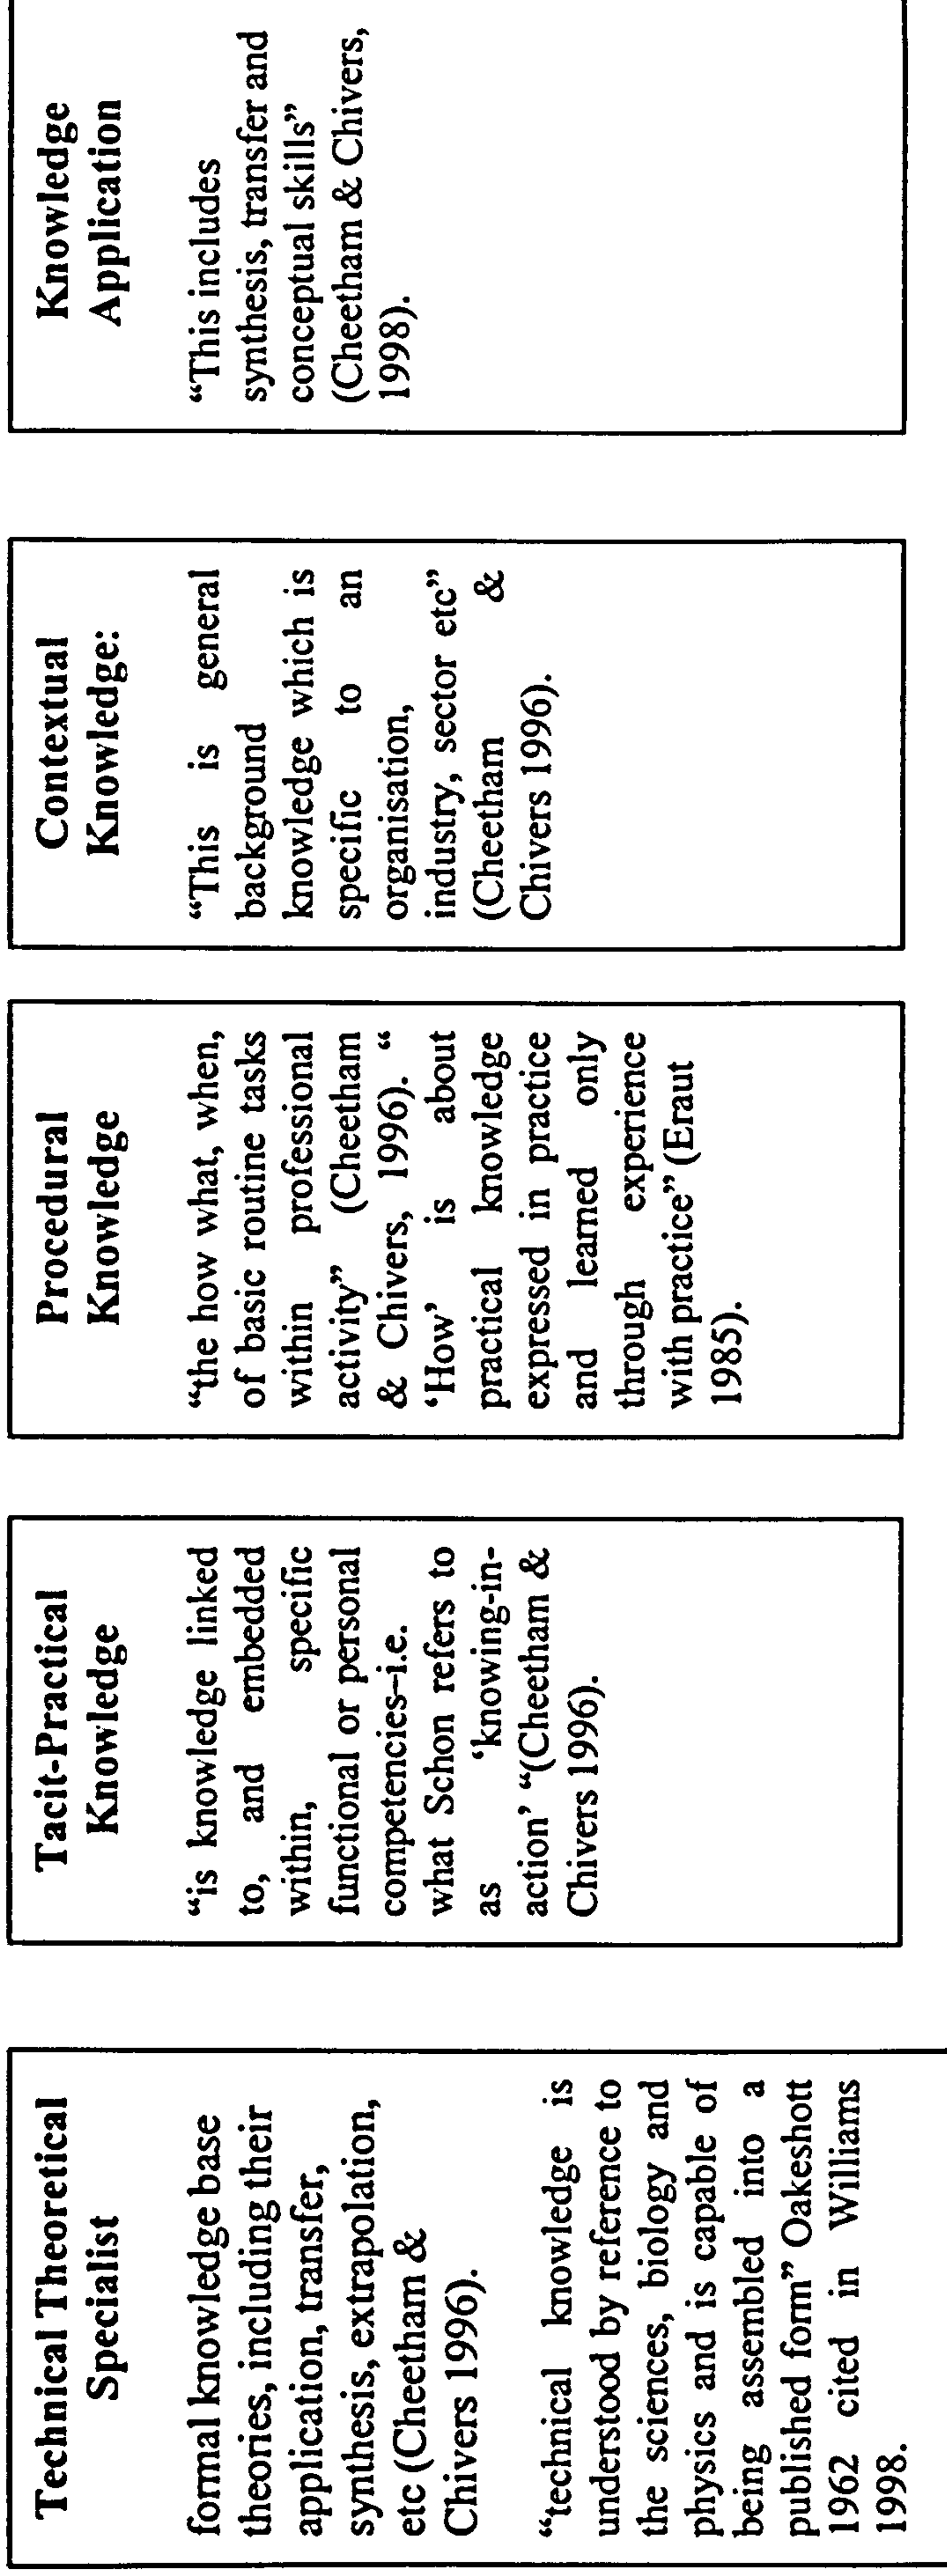 Technical Theoretical
Specialist
formal knowledge base
theories, including their
application, transfer,
synthesis, extrapolation,
etc (Cheetham &
Chivers 1996).
“technical knowledge is
understood by reference to
the sciences, biology and
physics and is capable of
being assembled into a
published form” Oakeshott
1962 cited in Williams
1998.
Tacit-Practical
Knowledge
“is knowledge linked
to, and embedded
within, specific
functional or personal
competencies–i.e.
what Schon refers to
as ‘knowing-in-
action’ “(Cheetham &
Chivers 1996).
Procedural
Knowledge
“the how what, when,
of basic routine tasks
within professional
activity” (Cheetham
& Chivers, 1996). “
‘How’ is about
practical knowledge
expressed in practice
and learned only
through experience
with practice” (Eraut
1985).
Contextual
Knowledge:
“This is general
background
knowledge which is
specific to an
organisation,
industry, sector etc”
(Cheetham &
Chivers 1996).
Knowledge
Application
“This includes
synthesis, transfer and
conceptual skills”
(Cheetham & Chivers,
1998).